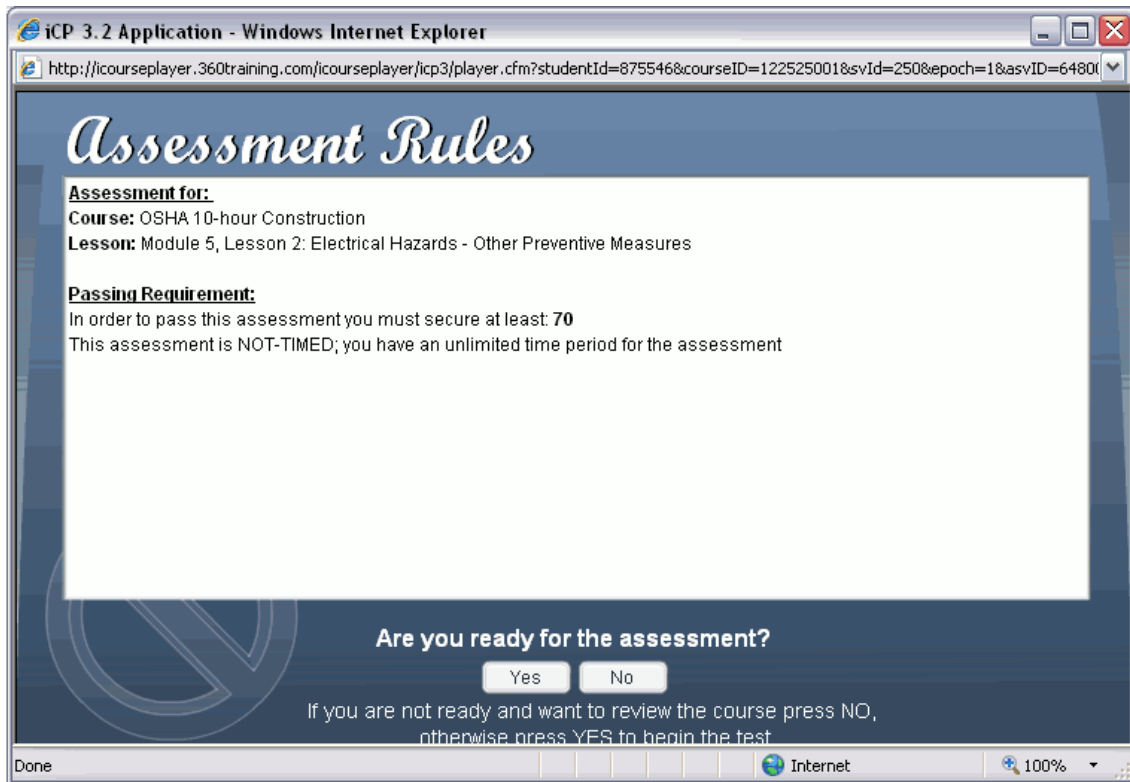 iCP 3.2 Application - Windows Internet Explorer
http://icourseplayer.360training.com/icourseplayer/icp3/player.cfm?studentId=875546&courseID=122525001&svId=250&epoch=1&asvID=6480
Assessment Rules
Assessment for:
Course: OSHA 10-hour Construction
Lesson: Module 5, Lesson 2: Electrical Hazards - Other Preventive Measures
Passing Requirement:
In order to pass this assessment you must secure at least: 70
This assessment is NOT-TIMED; you have an unlimited time period for the assessment
Are you ready for the assessment?
Yes No
If you are not ready and want to review the course press NO,
otherwise press YES to begin the test
Done Internet 100%